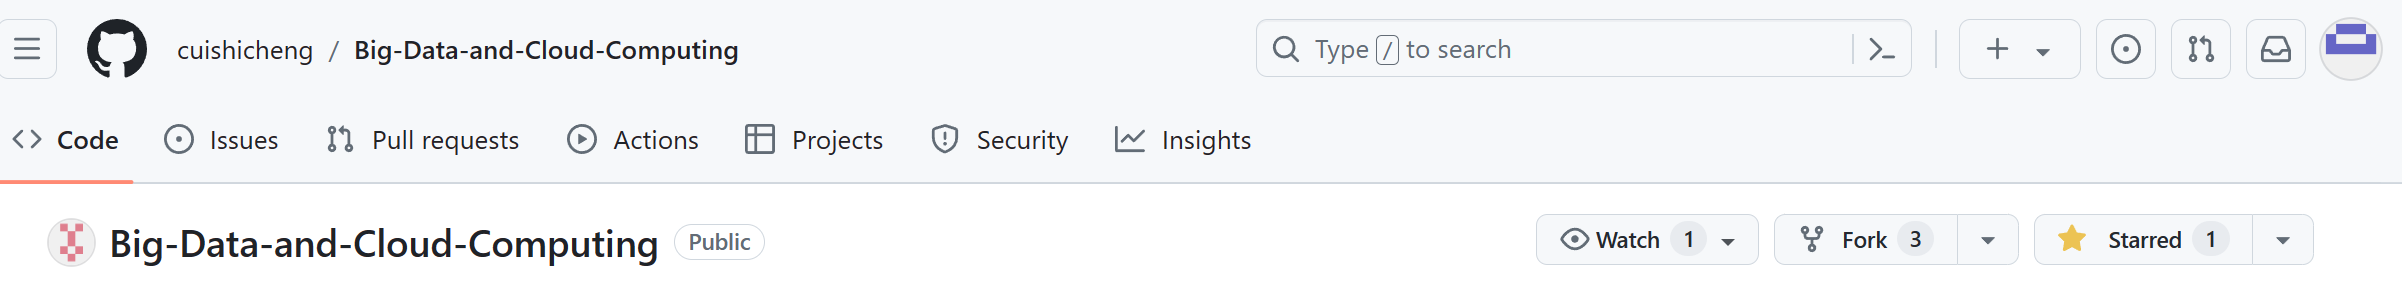 cuishicheng / Big-Data-and-Cloud-Computing Type / to search
Code Issues Pull requests Actions Projects Security Insights
Big-Data-and-Cloud-Computing Public Watch 1 Fork 3 Starred 1